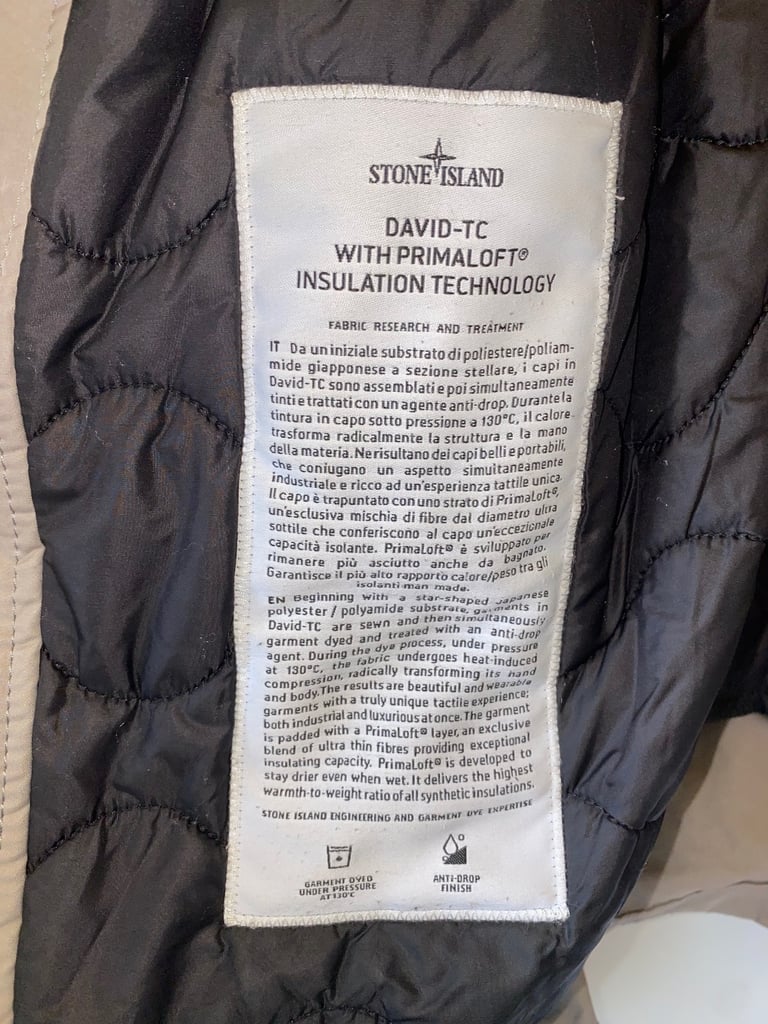 STONE ISLAND
DAVID-TC
WITH PRIMALOFT®
INSULATION TECHNOLOGY
FABRIC RESEARCH AND TREATMENT
IT Da un iniziale substrato di poliestere/poliam-
mide giapponese a sezione stellare, i capi in
David-TC sono assemblati e poi simultaneamente
tinti e trattati con un agente anti-drop. Durante la
tintura in capo sotto pressione a 130°C, il calore
trasforma radicalmente la struttura e la mano
della materia. Ne risultano dei capi belli e portabili,
che coniugano un aspetto simultaneamente
industriale e ricco ad un'esperienza tattile unica.
Il capo è trapuntato con uno strato di PrimaLoft®,
un'esclusiva mischia di fibre dal diametro ultra
sottile che conferiscono al capo un'eccezionale
capacità isolante. PrimaLoft® è sviluppato per
rimanere più asciutto anche da bagnato.
Garantisce il più alto rapporto calore/peso tra gli
isolanti man made.
EN Beginning with a star-shaped Japanese
polyester / polyamide substrate, garments in
David-TC are sewn and then simultaneously
garment dyed and treated with an anti-drop
agent. During the dye process, under pressure
at 130°C, the fabric undergoes heat-induced
compression, radically transforming its hand
and body. The results are beautiful and wearable
garments with a truly unique tactile experience;
both industrial and luxurious at once. The garment
is padded with a PrimaLoft® layer, an exclusive
blend of ultra thin fibres providing exceptional
insulating capacity. PrimaLoft® is developed to
stay drier even when wet. It delivers the highest
warmth-to-weight ratio of all synthetic insulations.
STONE ISLAND ENGINEERING AND GARMENT DYE EXPERTISE
GARMENT DYED
UNDER PRESSURE
AT 130°C
ANTI-DROP
FINISH